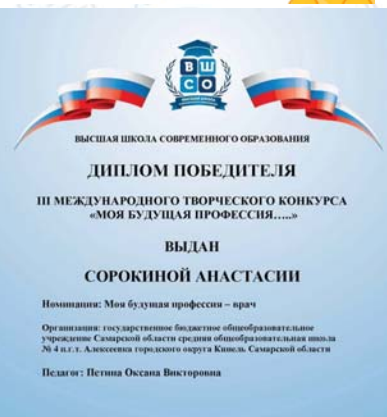 ВШ
СО
ВЫСШАЯ ШКОЛА СОВРЕМЕННОГО ОБРАЗОВАНИЯ
ДИПЛОМ ПОБЕДИТЕЛЯ
III МЕЖДУНАРОДНОГО ТВОРЧЕСКОГО КОНКУРСА
«МОЯ БУДУЩАЯ ПРОФЕССИЯ…..»
ВЫДАН
СОРОКИНОЙ АНАСТАСИИ
Номинация: Моя будущая профессия – врач
Организация: государственное бюджетное общеобразовательное
учреждение Самарской области средняя общеобразовательная школа
№ 4 п.г.т. Алексеевка городского округа Кинель Самарской области
Педагог: Петина Оксана Викторовна